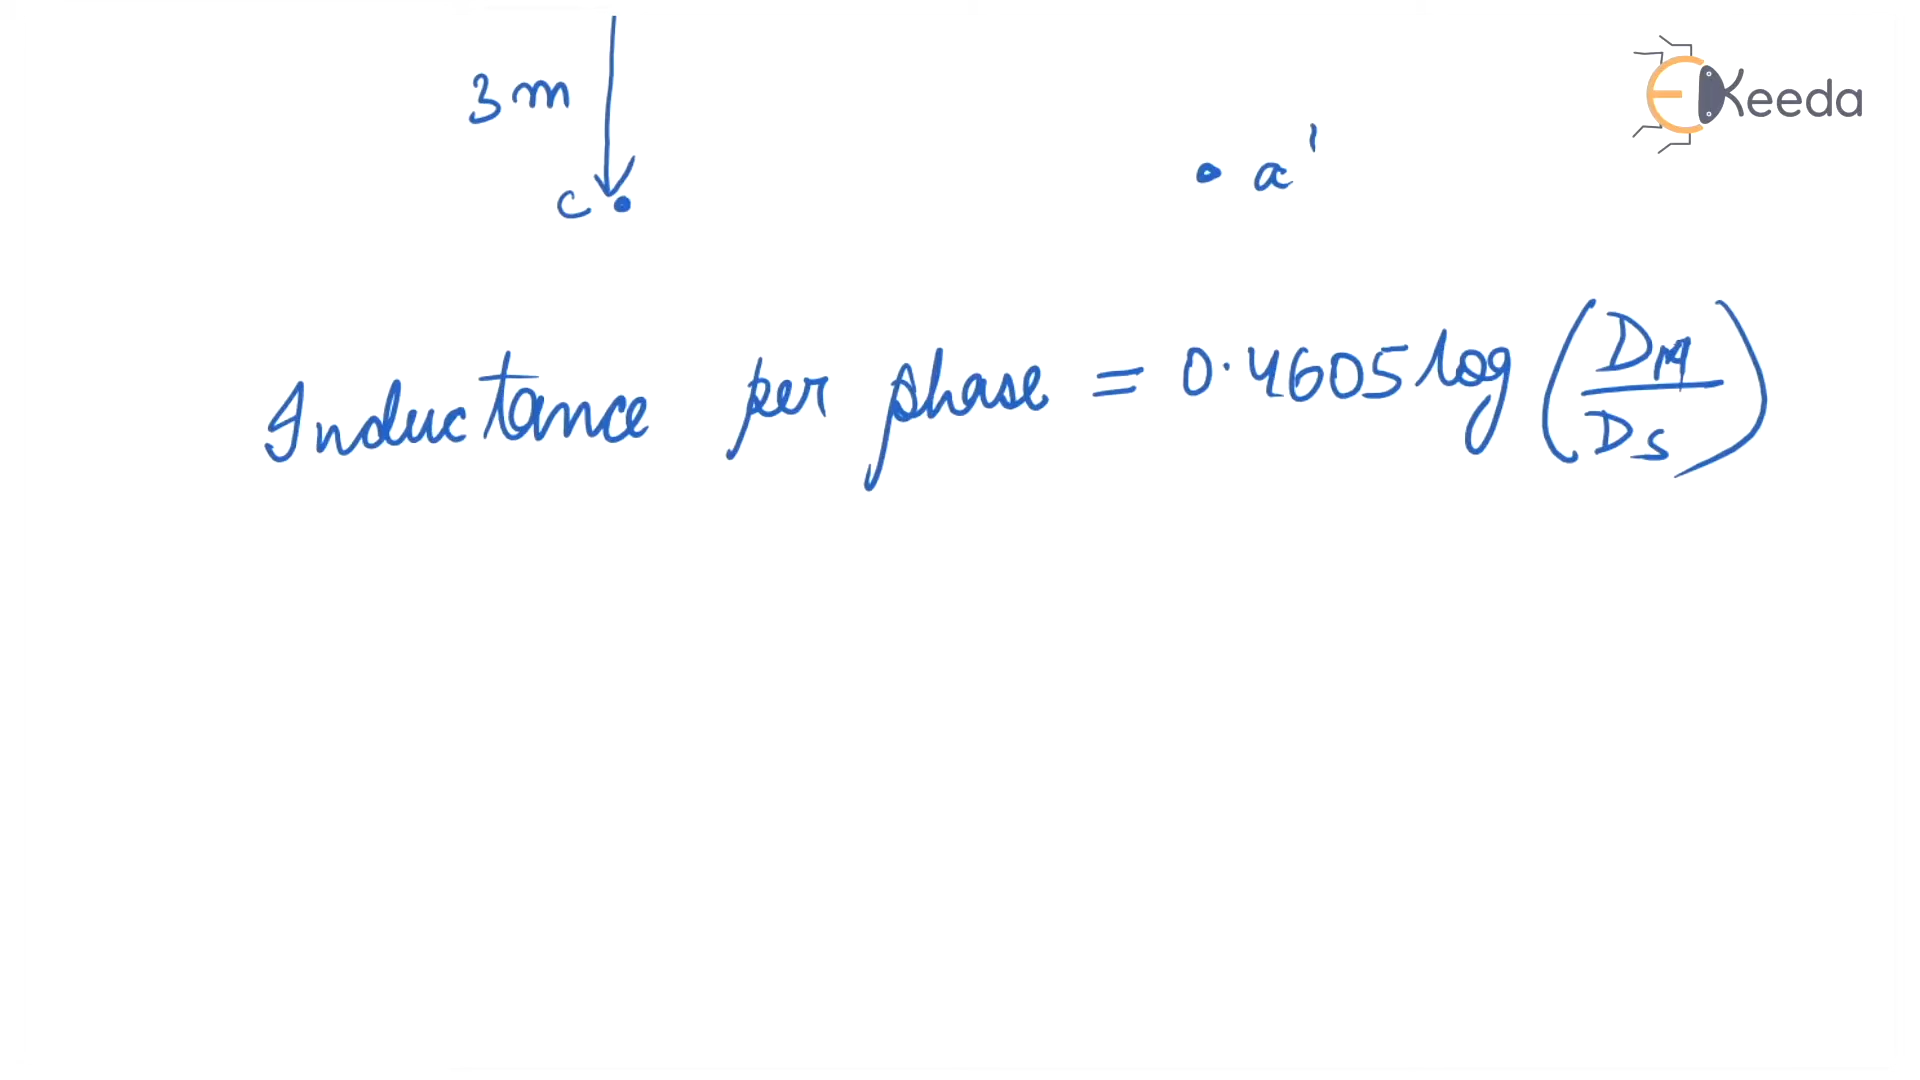 3 m
EKeeda
a'
c
Inductance per phase = 0.4605 log (DM/DS)